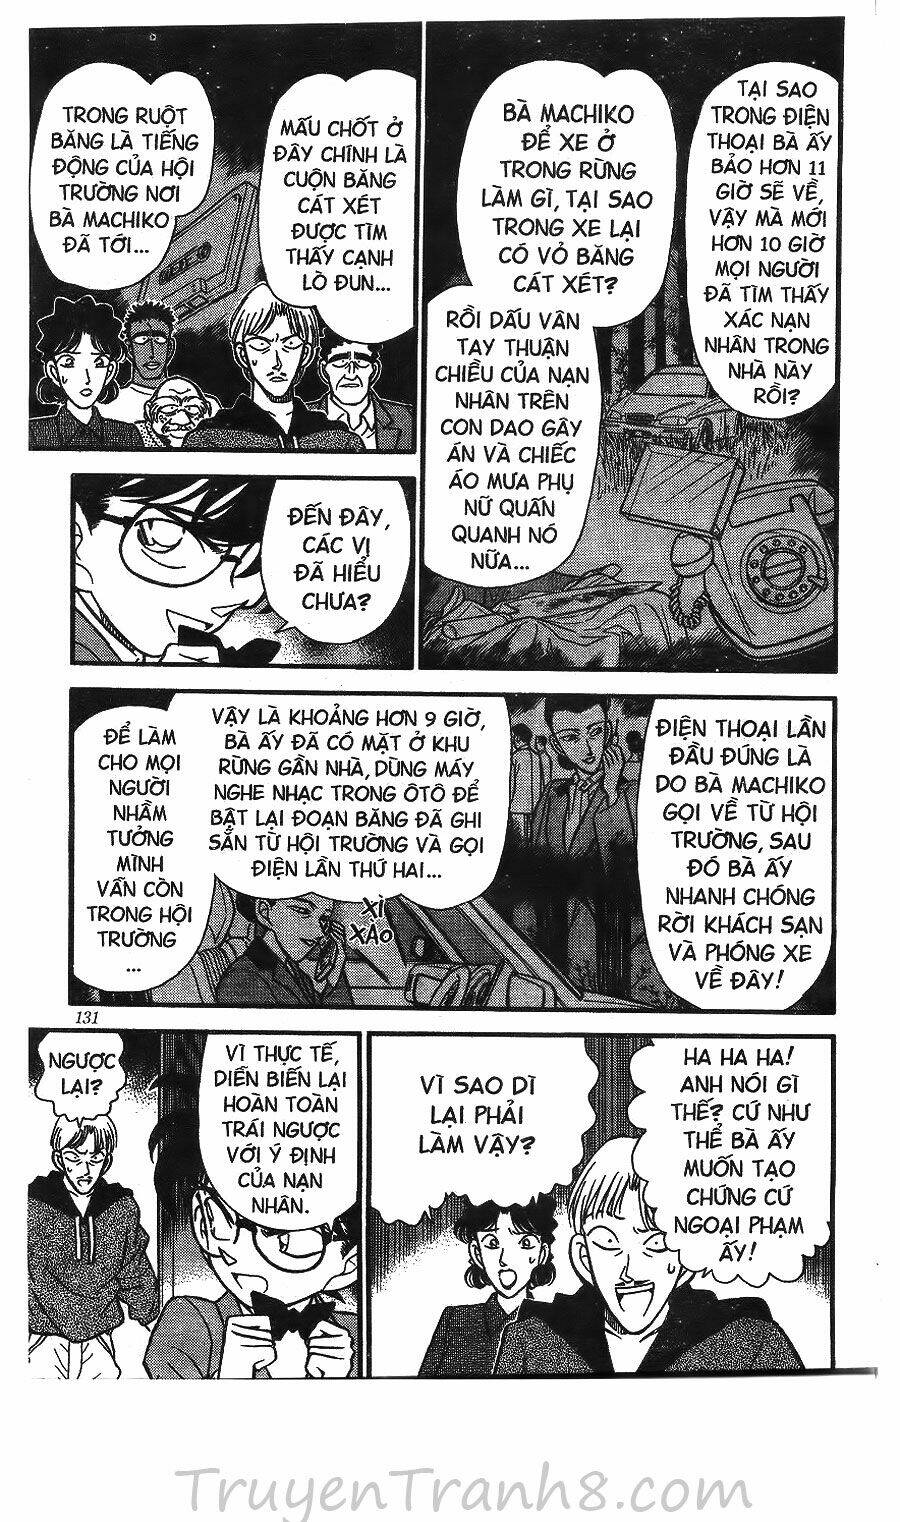 TẠI SAO
TRONG ĐIỆN
THOẠI BÀ ẤY
BẢO HƠN 11
GIỜ SẼ VỀ,
VẬY MÀ MỚI
HƠN 10 GIỜ
MỌI NGƯỜI
ĐÃ TÌM THẤY
XÁC NẠN
NHÂN TRONG
NHÀ NÀY
RỒI?
BÀ MACHIKO
ĐỂ XE Ở
TRONG RỪNG
LÀM GÌ, TẠI SAO
TRONG XE LẠI
CÓ VỎ BĂNG
CÁT XÉT?
RỒI DẤU VÂN
TAY THUẬN
CHIỀU CỦA NẠN
NHÂN TRÊN
CON DAO GÂY
ÁN VÀ CHIẾC
ÁO MƯA PHỤ
NỮ QUẤN
QUANH NÓ
NỮA...
MẤU CHỐT Ở
ĐÂY CHÍNH LÀ
CUỘN BĂNG
CÁT XÉT
ĐƯỢC TÌM
THẤY CẠNH
LÒ ĐUN...
TRONG RUỘT
BĂNG LÀ TIẾNG
ĐỘNG CỦA HỘI
TRƯỜNG NƠI
BÀ MACHIKO
ĐÃ TỚI...
ĐẾN ĐÂY,
CÁC VỊ
ĐÃ HIỂU
CHƯA?
ĐIỆN THOẠI LẦN
ĐẦU ĐÚNG LÀ
DO BÀ MACHIKO
GỌI VỀ TỪ HỘI
TRƯỜNG, SAU
ĐÓ BÀ ẤY
NHANH CHÓNG
RỜI KHÁCH SẠN
VÀ PHÓNG XE
VỀ ĐÂY!
VẬY LÀ KHOẢNG HƠN 9 GIỜ,
BÀ ẤY ĐÃ CÓ MẶT Ở KHU
RỪNG GẦN NHÀ, DÙNG MÁY
NGHE NHẠC TRONG ÔTÔ ĐỂ
BẬT LẠI ĐOẠN BĂNG ĐÃ GHI
SẴN TỪ HỘI TRƯỜNG VÀ GỌI
ĐIỆN LẦN THỨ HAI...
XÌ
XÀO
ĐỂ LÀM
CHO MỌI
NGƯỜI
NHẦM
TƯỞNG
MÌNH
VẪN CÒN
TRONG HỘI
TRƯỜNG
...
131
HA HA HA!
ANH NÓI GÌ
THẾ? CỨ NHƯ
THỂ BÀ ẤY
MUỐN TẠO
CHỨNG CỨ
NGOẠI PHẠM
ẤY!
VÌ SAO DÌ
LẠI PHẢI
LÀM VẬY?
VÌ THỰC TẾ,
DIỄN BIẾN LẠI
HOÀN TOÀN
TRÁI NGƯỢC
VỚI Ý ĐỊNH
CỦA NẠN
NHÂN.
NGƯỢC
LẠI?
TruyenTranh8.com